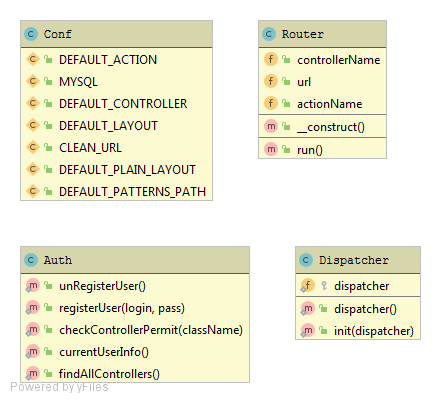 Conf
DEFAULT_ACTION
MYSQL
DEFAULT_CONTROLLER
DEFAULT_LAYOUT
CLEAN_URL
DEFAULT_PLAIN_LAYOUT
DEFAULT_PATTERNS_PATH
Router
controllerName
url
actionName
__construct()
run()
Auth
unRegisterUser()
registerUser(login, pass)
checkControllerPermit(className)
currentUserInfo()
findAllControllers()
Dispatcher
dispatcher
dispatcher()
init(dispatcher)
Powered by yFiles